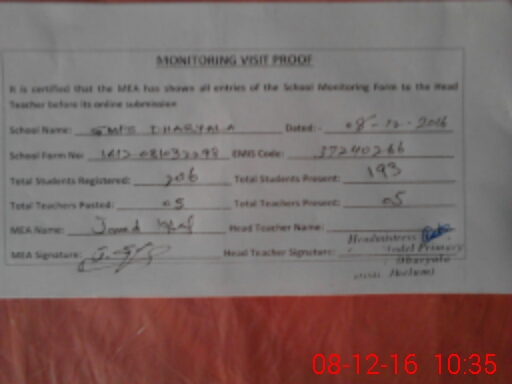 MONITORING VISIT PROOF
It is certified that the MEA has shown all entries of the School Monitoring Form to the Head
Teacher before its online submission
School Name: GMPS DHARYALA Dated:- 08-12-2016
School Form No: EMIS Code: 37240266
Total Students Registered: 206 Total Students Present: 193
Total Teachers Posted: 05 Total Teachers Present: 05
MEA Name: Head Teacher Name:
Headmistress
MEA Signature: Head Teacher Signature: Model Primary
Dharyala
Jhelum)
08-12-16 10:35